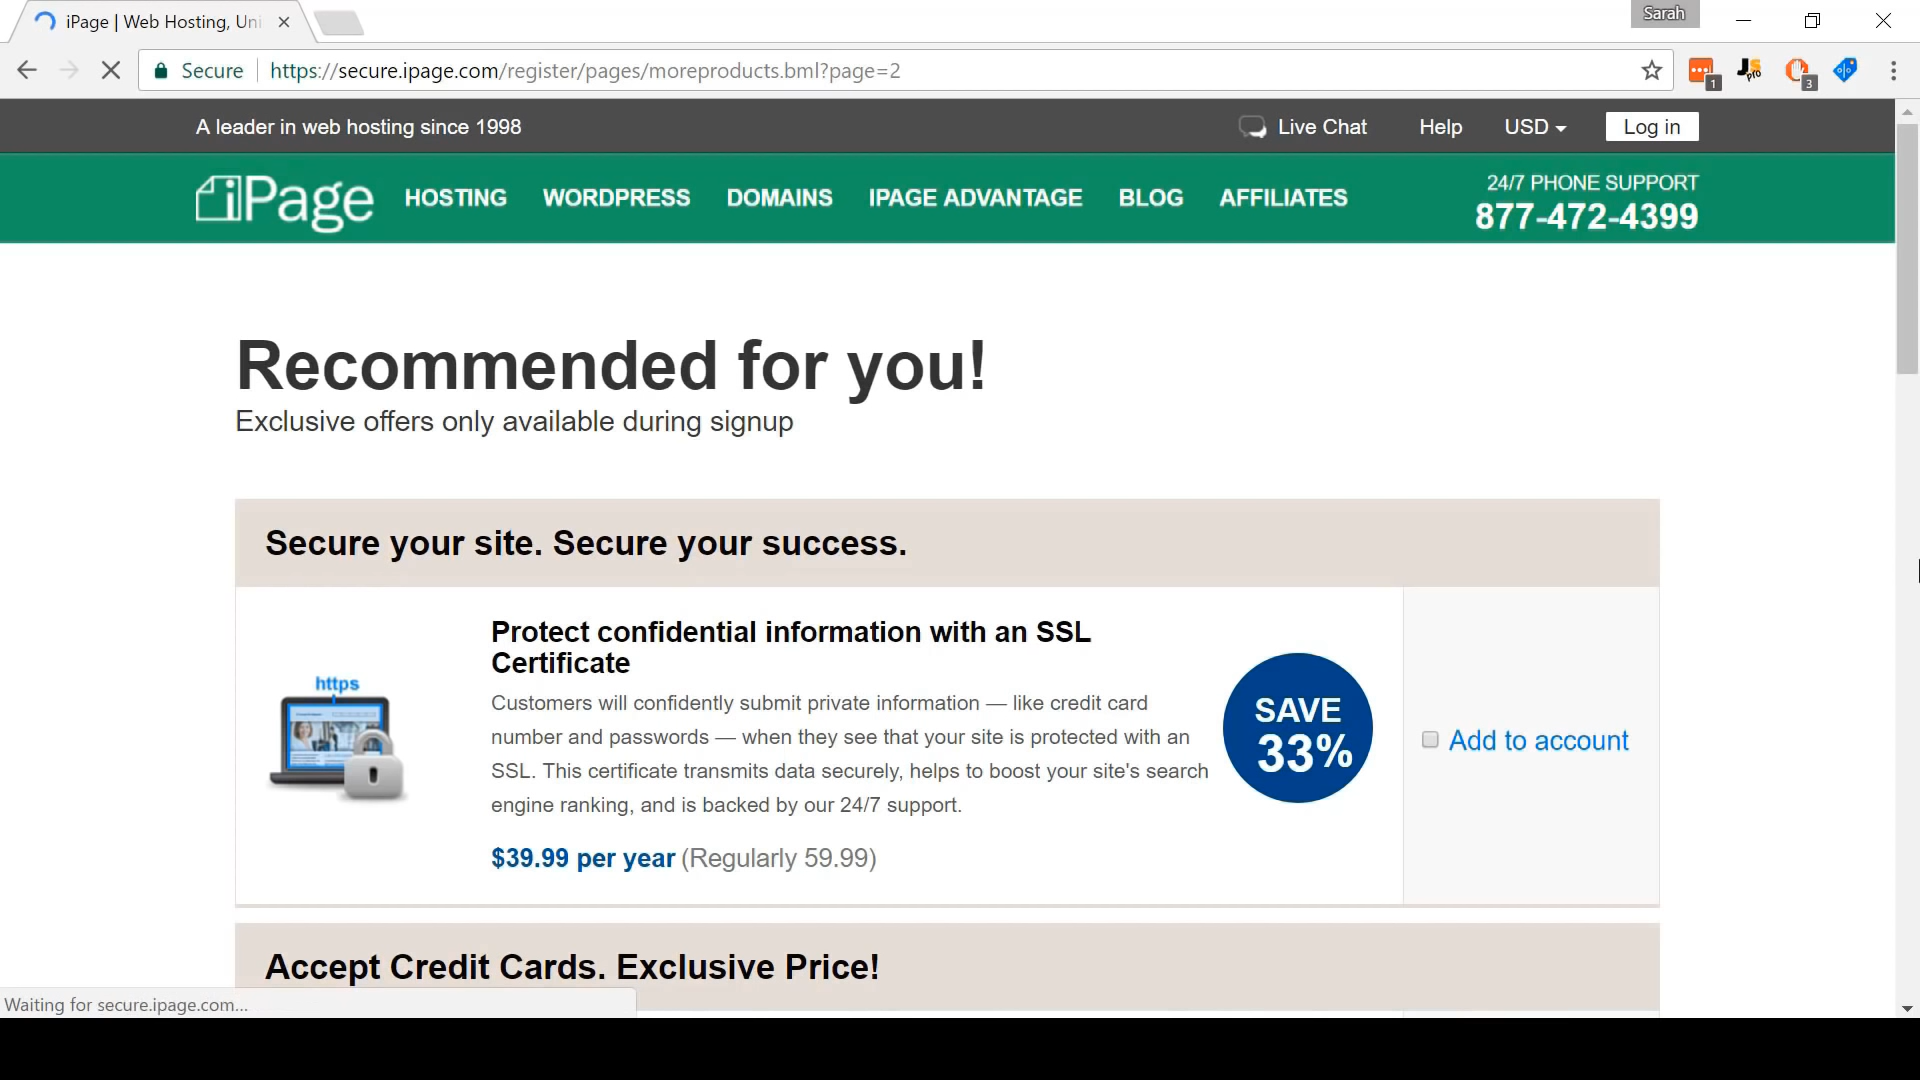 iPage | Web Hosting, Uni
Sarah
Secure
https://secure.ipage.com/register/pages/moreproducts.bml?page=2
1
JS
pro
3
A leader in web hosting since 1998
Live Chat
Help
USD
Log in
iPage
HOSTING
WORDPRESS
DOMAINS
IPAGE ADVANTAGE
BLOG
AFFILIATES
24/7 PHONE SUPPORT
877-472-4399
Recommended for you!
Exclusive offers only available during signup
Secure your site. Secure your success.
https
Protect confidential information with an SSL
Certificate
Customers will confidently submit private information — like credit card
number and passwords — when they see that your site is protected with an
SSL. This certificate transmits data securely, helps to boost your site's search
engine ranking, and is backed by our 24/7 support.
$39.99 per year (Regularly 59.99)
SAVE
33%
Add to account
Accept Credit Cards. Exclusive Price!
Waiting for secure.ipage.com...